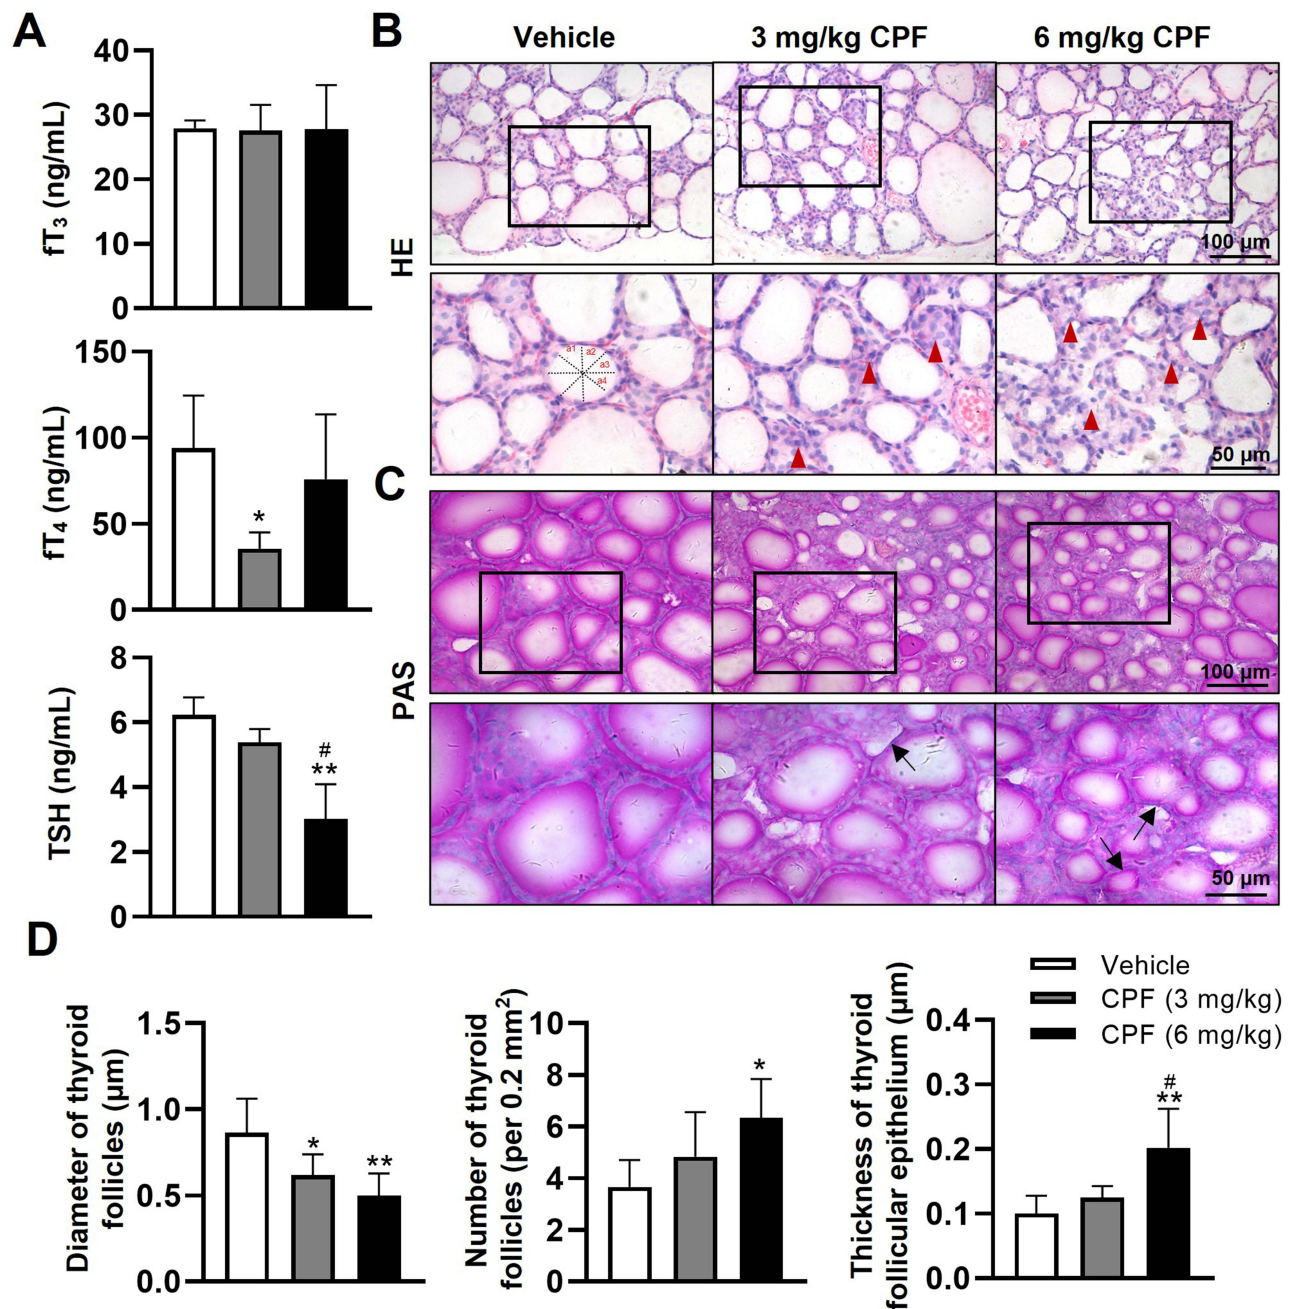 A
fT3 (ng/mL)
40
30
20
10
0
fT4 (ng/mL)
150
100
50
0
*
TSH (ng/mL)
8
6
4
2
0
#
**
B
Vehicle
3 mg/kg CPF
6 mg/kg CPF
HE
100 μm
a1
a2
a3
a4
50 μm
C
PAS
100 μm
50 μm
D
Diameter of thyroid
follicles (μm)
1.5
1.0
0.5
0.0
*
**
Number of thyroid
follicles (per 0.2 mm²)
10
8
6
4
2
0
*
Thickness of thyroid
follicular epithelium (μm)
0.4
0.3
0.2
0.1
0.0
#
**
Vehicle
CPF (3 mg/kg)
CPF (6 mg/kg)